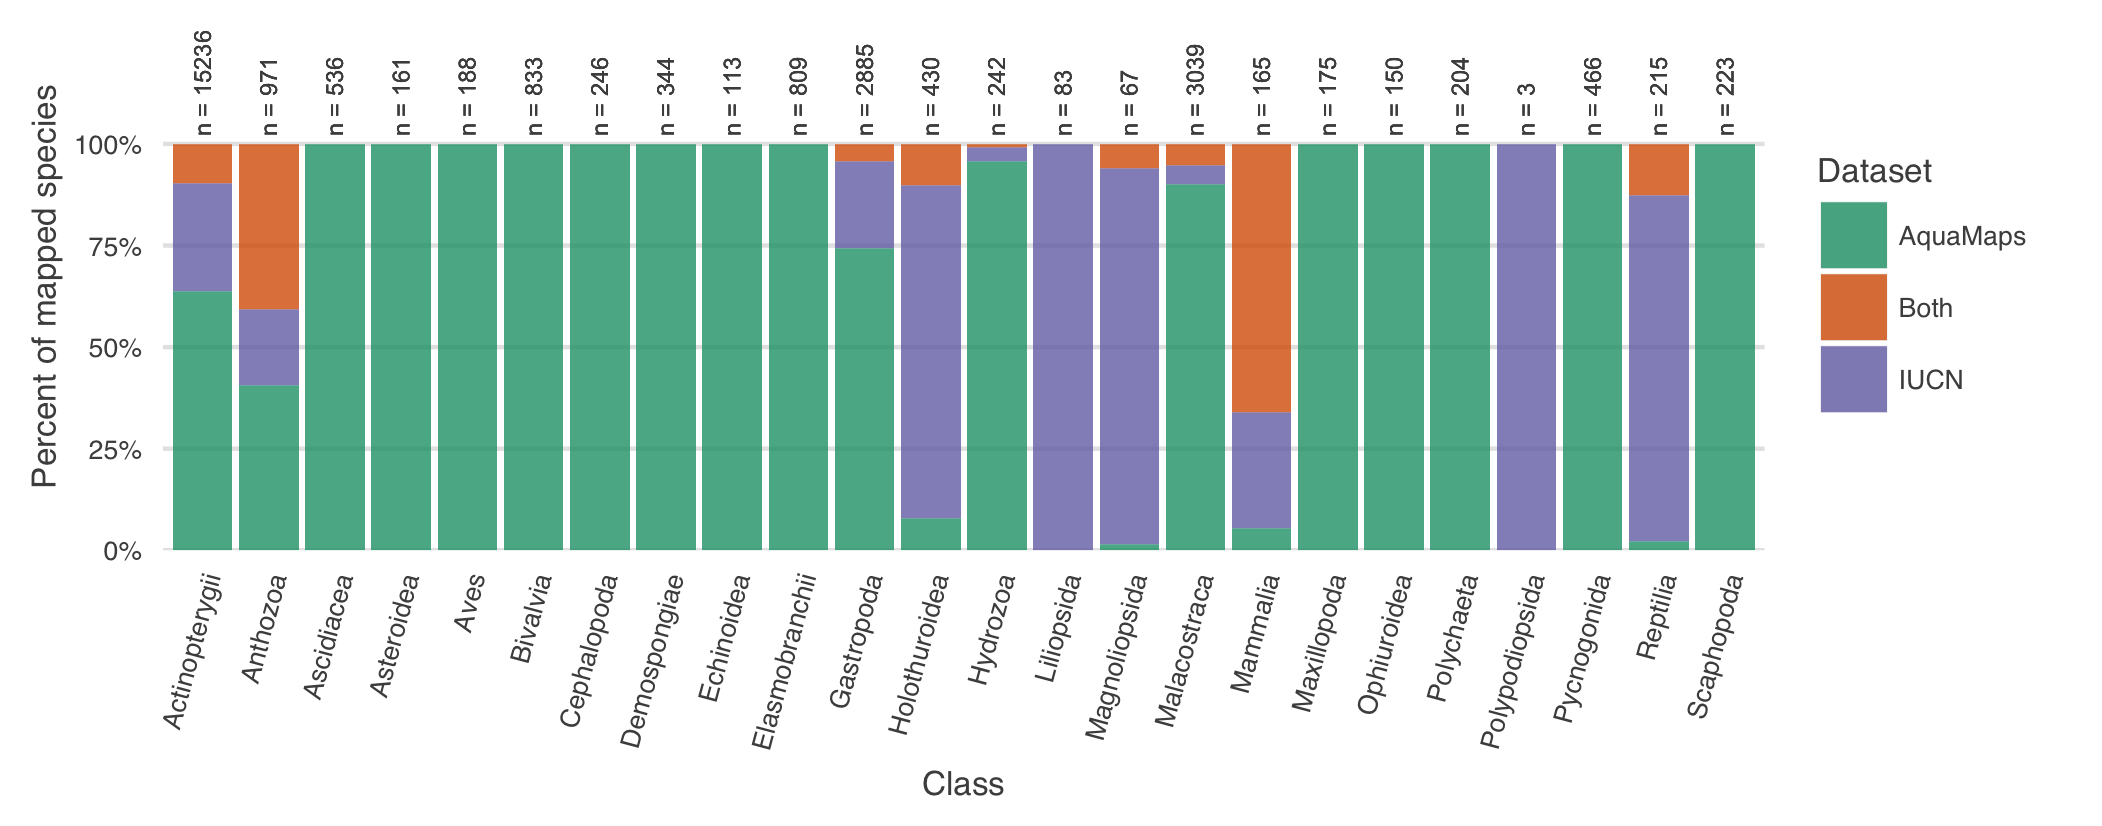 n = 15236
n = 971
n = 536
n = 161
n = 188
n = 833
n = 246
n = 344
n = 113
n = 809
n = 2885
n = 430
n = 242
n = 83
n = 67
n = 3039
n = 165
n = 175
n = 150
n = 204
n = 3
n = 466
n = 215
n = 223
Percent of mapped species
100%
75%
50%
25%
0%
Actinopterygii
Anthozoa
Ascidiacea
Asteroidea
Aves
Bivalvia
Cephalopoda
Demospongiae
Echinoidea
Elasmobranchii
Gastropoda
Holothuroidea
Hydrozoa
Liliopsida
Magnoliopsida
Malacostraca
Mammalia
Maxillopoda
Ophiuroidea
Polychaeta
Polypodiopsida
Pycnogonida
Reptilia
Scaphopoda
Class
Dataset
AquaMaps
Both
IUCN